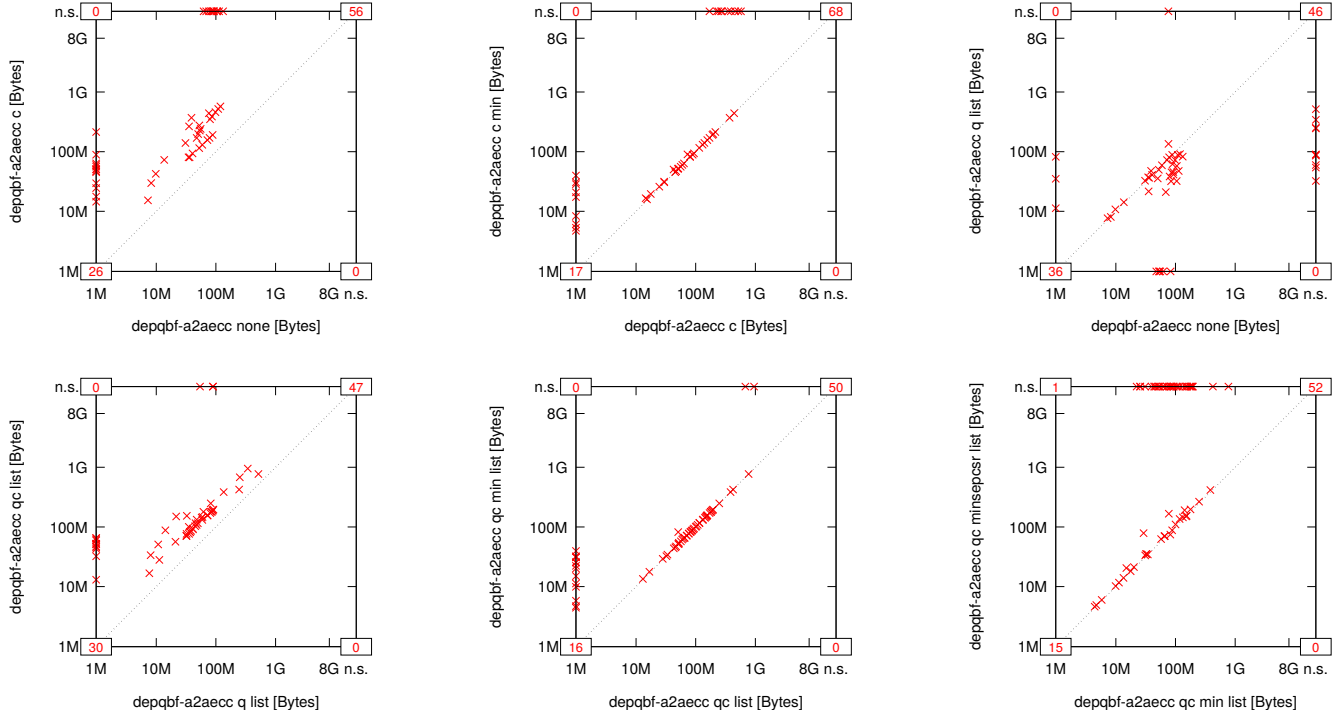 n.s. 0 56
8G
1G
100M
10M
1M 26 0
1M 10M 100M 1G 8G n.s.
depqbf-a2aecc c [Bytes]
depqbf-a2aecc none [Bytes]
0 68
n.s.
8G
1G
100M
10M
1M 17 0
1M 10M 100M 1G 8G n.s.
depqbf-a2aecc c min [Bytes]
depqbf-a2aecc c [Bytes]
n.s. 0 46
8G
1G
100M
10M
1M 36 0
1M 10M 100M 1G 8G n.s.
depqbf-a2aecc q list [Bytes]
depqbf-a2aecc none [Bytes]
n.s. 0 47
8G
1G
100M
10M
1M 30 0
1M 10M 100M 1G 8G n.s.
depqbf-a2aecc qc list [Bytes]
depqbf-a2aecc q list [Bytes]
n.s. 0 50
8G
1G
100M
10M
1M 16 0
1M 10M 100M 1G 8G n.s.
depqbf-a2aecc qc min list [Bytes]
depqbf-a2aecc qc list [Bytes]
n.s. 1 52
8G
1G
100M
10M
1M 15 0
1M 10M 100M 1G 8G n.s.
depqbf-a2aecc qc minsepcsr list [Bytes]
depqbf-a2aecc qc min list [Bytes]